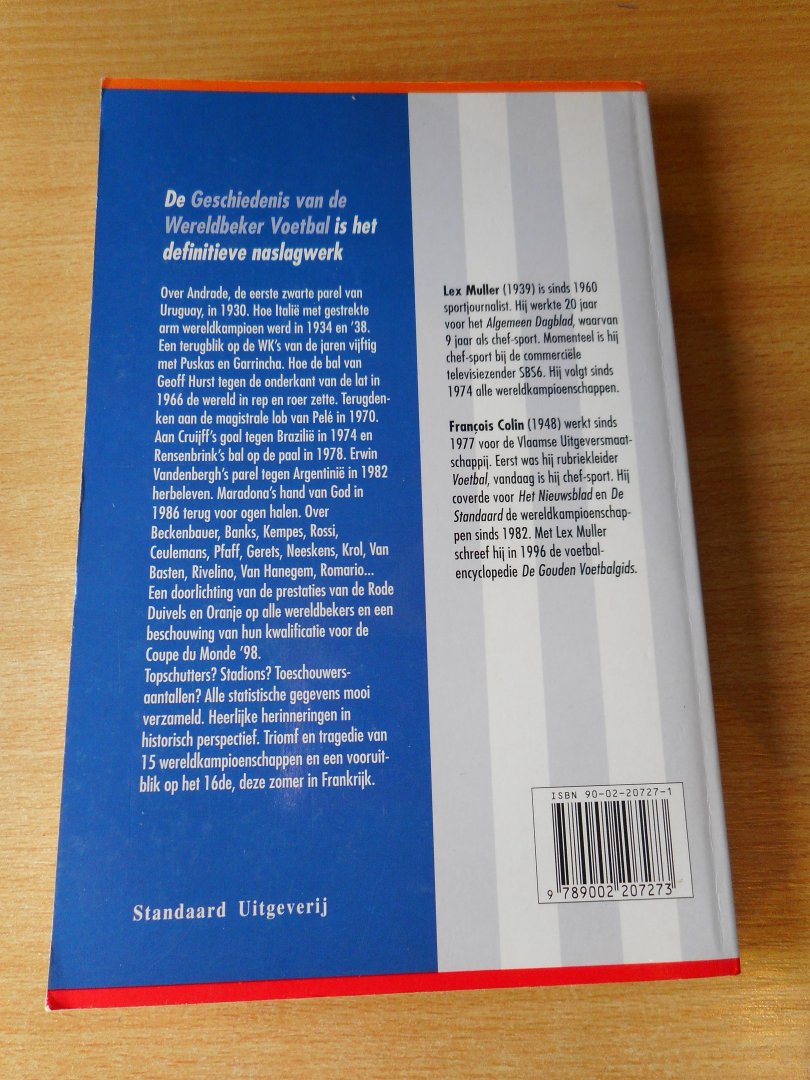 De Geschiedenis van de
Wereldbeker Voetbal is het
definitieve naslagwerk
Over Andrade, de eerste zwarte parel van
Uruguay, in 1930. Hoe Italië met gestrekte
arm wereldkampioen werd in 1934 en '38.
Een terugblik op de WK's van de jaren vijftig
met Puskas en Garrincha. Hoe de bal van
Geoff Hurst tegen de onderkant van de lat in
1966 de wereld in rep en roer zette. Terugden-
ken aan de magistrale lob van Pelé in 1970.
Aan Cruijff's goal tegen Brazilië in 1974 en
Rensenbrink's bal op de paal in 1978. Erwin
Vandenbergh's parel tegen Argentinië in 1982
herbeleven. Maradona's hand van God in
1986 terug voor ogen halen. Over
Beckenbauer, Banks, Kempes, Rossi,
Ceulemans, Pfaff, Gerets, Neeskens, Krol, Van
Basten, Rivelino, Van Hanegem, Romario...
Een doorlichting van de prestaties van de Rode
Duivels en Oranje op alle wereldbekers en een
beschouwing van hun kwalificatie voor de
Coupe du Monde '98.
Topschutters? Stadions? Toeschouwers-
aantallen? Alle statistische gegevens mooi
verzameld. Heerlijke herinneringen in
historisch perspectief. Triomf en tragedie van
15 wereldkampioenschappen en een vooruit-
blik op het 16de, deze zomer in Frankrijk.
Standaard Uitgeverij
Lex Muller (1939) is sinds 1960
sportjournalist. Hij werkte 20 jaar
voor het Algemeen Dagblad, waarvan
9 jaar als chef-sport. Momenteel is hij
chef-sport bij de commerciële
televisiezender SBS6. Hij volgt sinds
1974 alle wereldkampioenschappen.
François Colin (1948) werkt sinds
1977 voor de Vlaamse Uitgeversmaat-
schappij. Eerst was hij rubriekleider
Voetbal, vandaag is hij chef-sport. Hij
coverde voor Het Nieuwsblad en De
Standaard de wereldkampioenschap-
pen sinds 1982. Met Lex Muller
schreef hij in 1996 de voetbal-
encyclopedie De Gouden Voetbalgids.
ISBN 90-02-20727-1
9 789002 207273